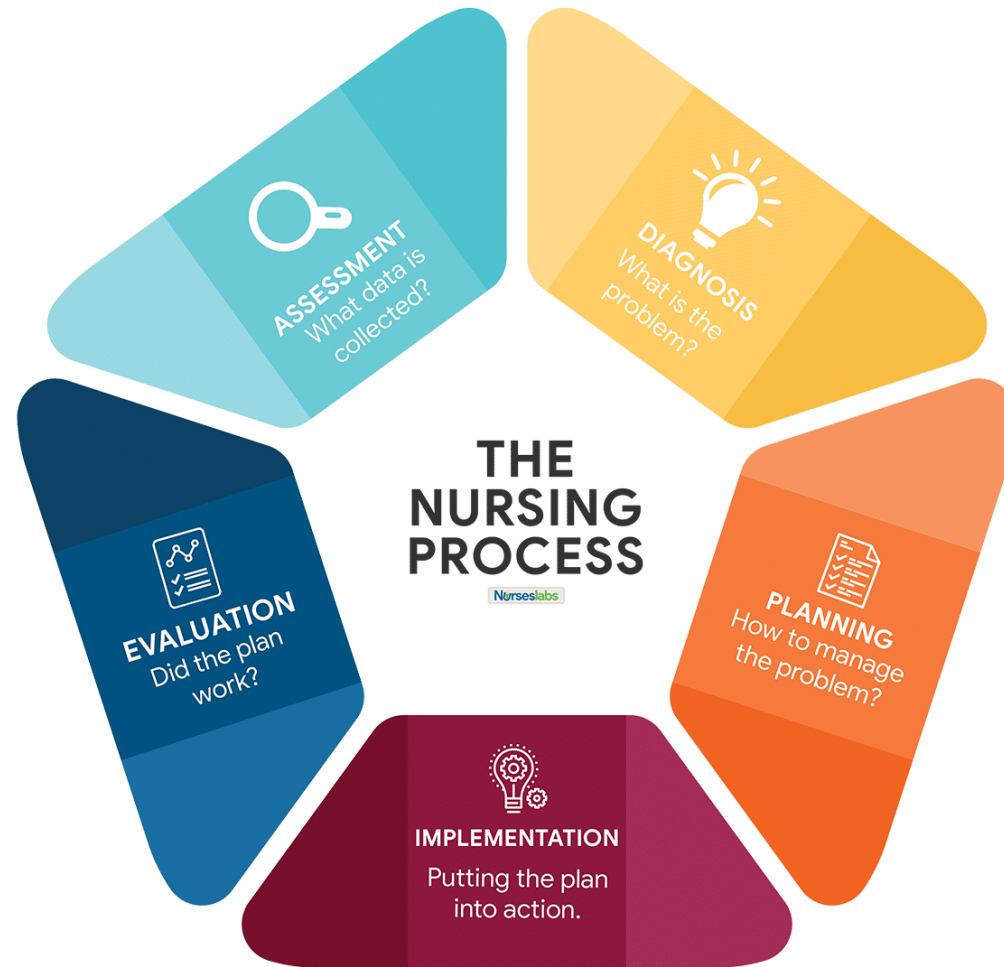 ASSESSMENT
What data is
collected?
DIAGNOSIS
What is the
problem?
THE
NURSING
PROCESS
Nurseslabs
PLANNING
How to manage
the problem?
IMPLEMENTATION
Putting the plan
into action.
EVALUATION
Did the plan
work?